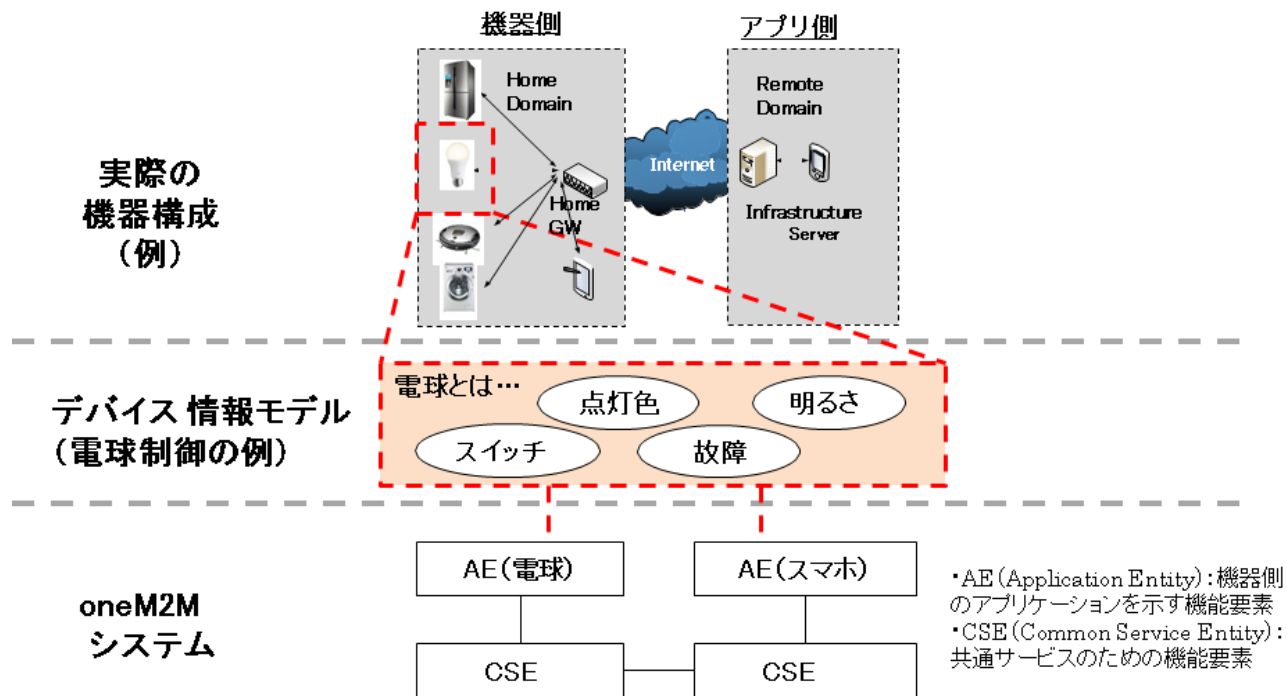 機器側
アプリ側
Home
Domain
Remote
Domain
Internet
Home
GW
Infrastructure
Server
実際の
機器構成
(例)
デバイス 情報モデル
(電球制御の例)
電球とは…
点灯色
明るさ
スイッチ
故障
oneM2M
システム
AE(電球)
AE(スマホ)
CSE
CSE
・AE(Application Entity):機器側
のアプリケーションを示す機能要素
・CSE(Common Service Entity):
共通サービスのための機能要素